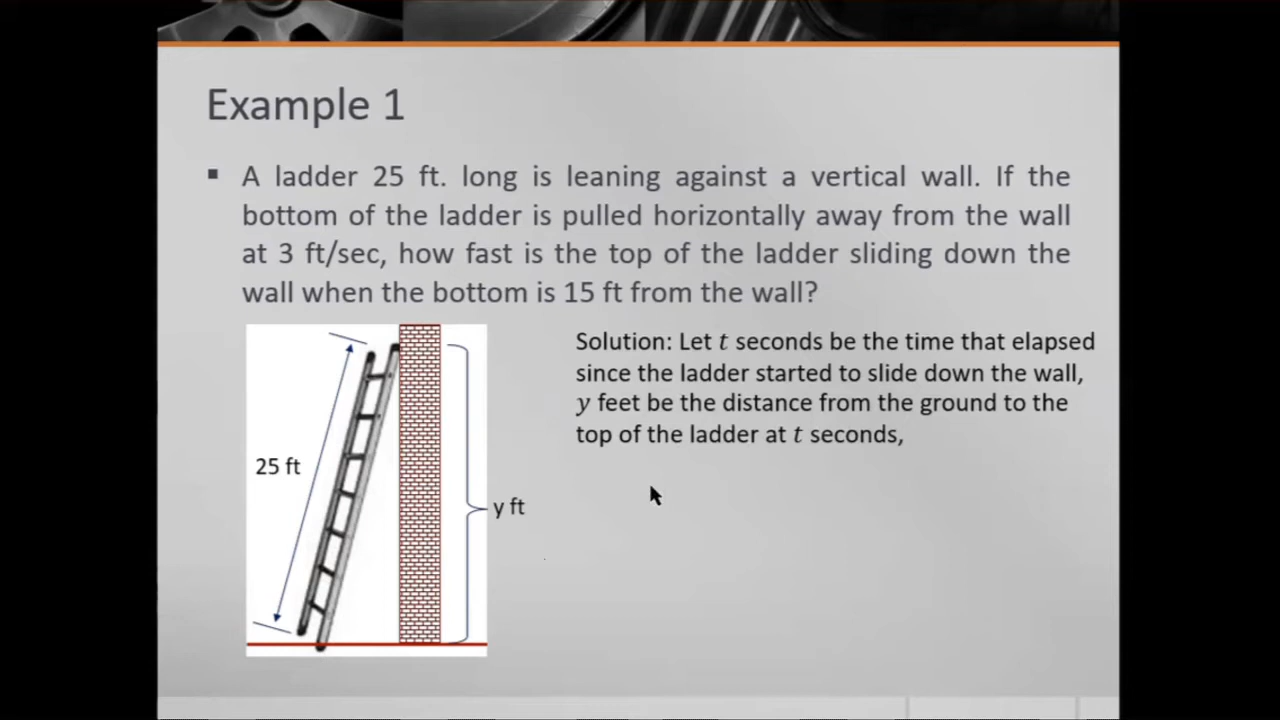 Example 1
▪ A ladder 25 ft. long is leaning against a vertical wall. If the
bottom of the ladder is pulled horizontally away from the wall
at 3 ft/sec, how fast is the top of the ladder sliding down the
wall when the bottom is 15 ft from the wall?
Solution: Let t seconds be the time that elapsed
since the ladder started to slide down the wall,
y feet be the distance from the ground to the
top of the ladder at t seconds,
25 ft
y ft